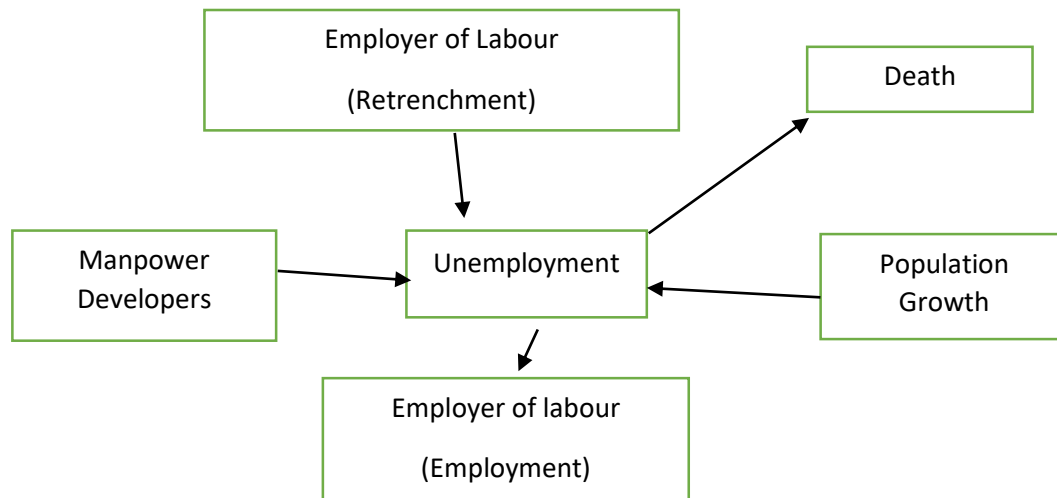 Employer of Labour
(Retrenchment)
Death
Manpower
Developers
Unemployment
Population
Growth
Employer of labour
(Employment)